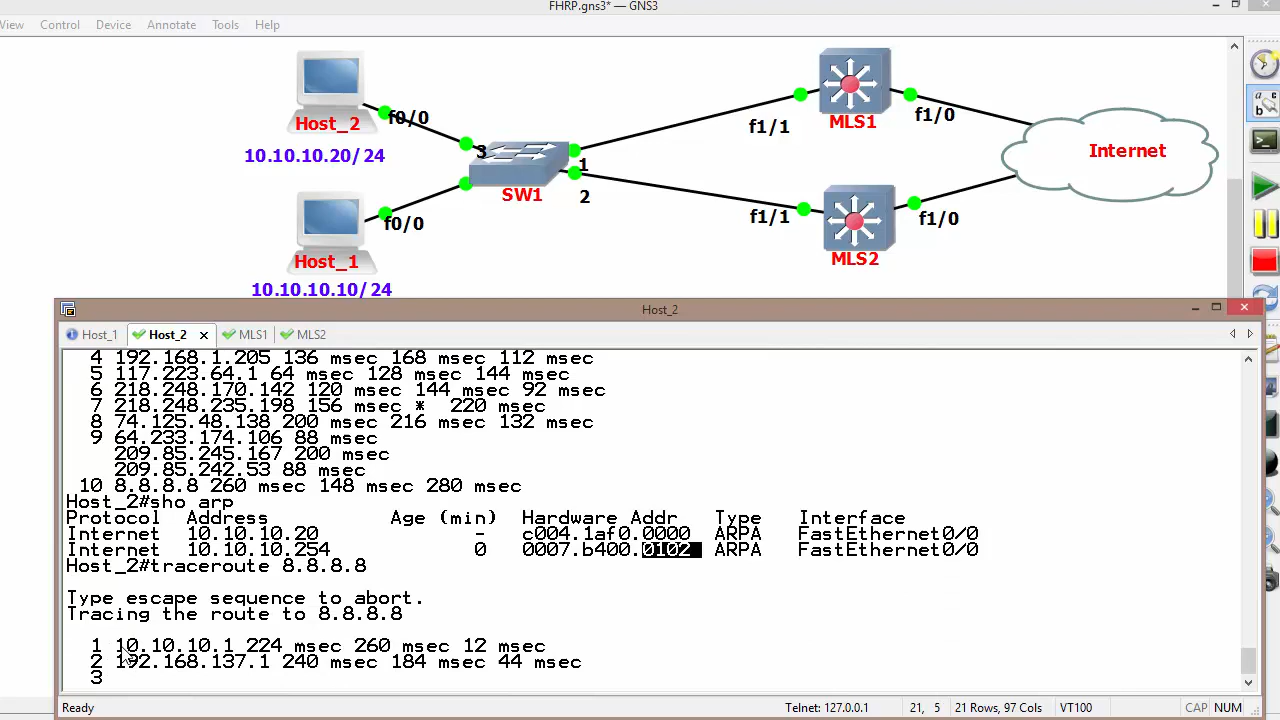 FHRP.gns3* — GNS3
View Control Device Annotate Tools Help
Host_2
f0/0
10.10.10.20/24
3
SW1
1
2
Host_1
f0/0
10.10.10.10/24
f1/1
MLS1
f1/0
f1/1
MLS2
f1/0
Internet
Host_2
Host_1 Host_2 MLS1 MLS2
4 192.168.1.205 136 msec 168 msec 112 msec
5 117.223.64.1 64 msec 128 msec 144 msec
6 218.248.170.142 120 msec 144 msec 92 msec
7 218.248.235.198 156 msec * 220 msec
8 74.125.48.138 200 msec 216 msec 132 msec
9 64.233.174.106 88 msec
209.85.245.167 200 msec
209.85.242.53 88 msec
10 8.8.8.8 260 msec 148 msec 280 msec
Host_2#sho arp
Protocol Address Age (min) Hardware Addr Type Interface
Internet 10.10.10.20 - c004.1af0.0000 ARPA FastEthernet0/0
Internet 10.10.10.254 0 0007.b400.0102 ARPA FastEthernet0/0
Host_2#traceroute 8.8.8.8
Type escape sequence to abort.
Tracing the route to 8.8.8.8
1 10.10.10.1 224 msec 260 msec 12 msec
2 192.168.137.1 240 msec 184 msec 44 msec
3
Ready Telnet: 127.0.0.1 21, 5 21 Rows, 97 Cols VT100 CAP NUM